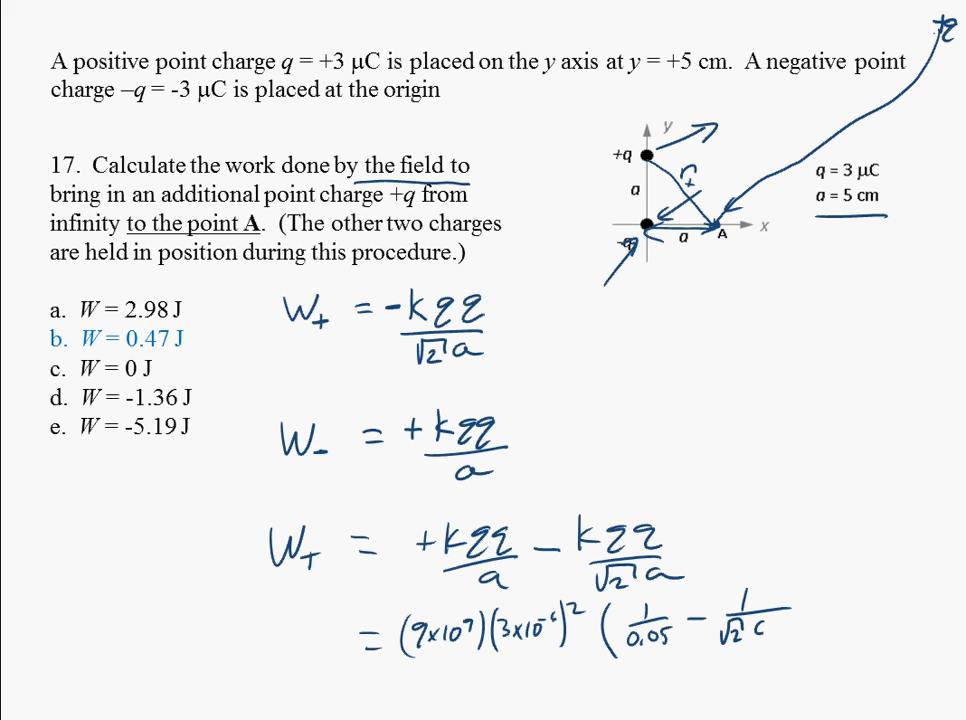 +q
A positive point charge q = +3 μC is placed on the y axis at y = +5 cm. A negative point
charge –q = -3 μC is placed at the origin
17. Calculate the work done by the field to
bring in an additional point charge +q from
infinity to the point A. (The other two charges
are held in position during this procedure.)
y
+q
r+
a
a
A
x
-q
q = 3 μC
a = 5 cm
a. W = 2.98 J
b. W = 0.47 J
c. W = 0 J
d. W = -1.36 J
e. W = -5.19 J
W+ = -kqq/√2 a
W- = +kqq/a
WT = +kqq/a - kqq/√2 a
= (9x10⁹)(3x10⁻⁶)² (1/0.05 - 1/√2 c